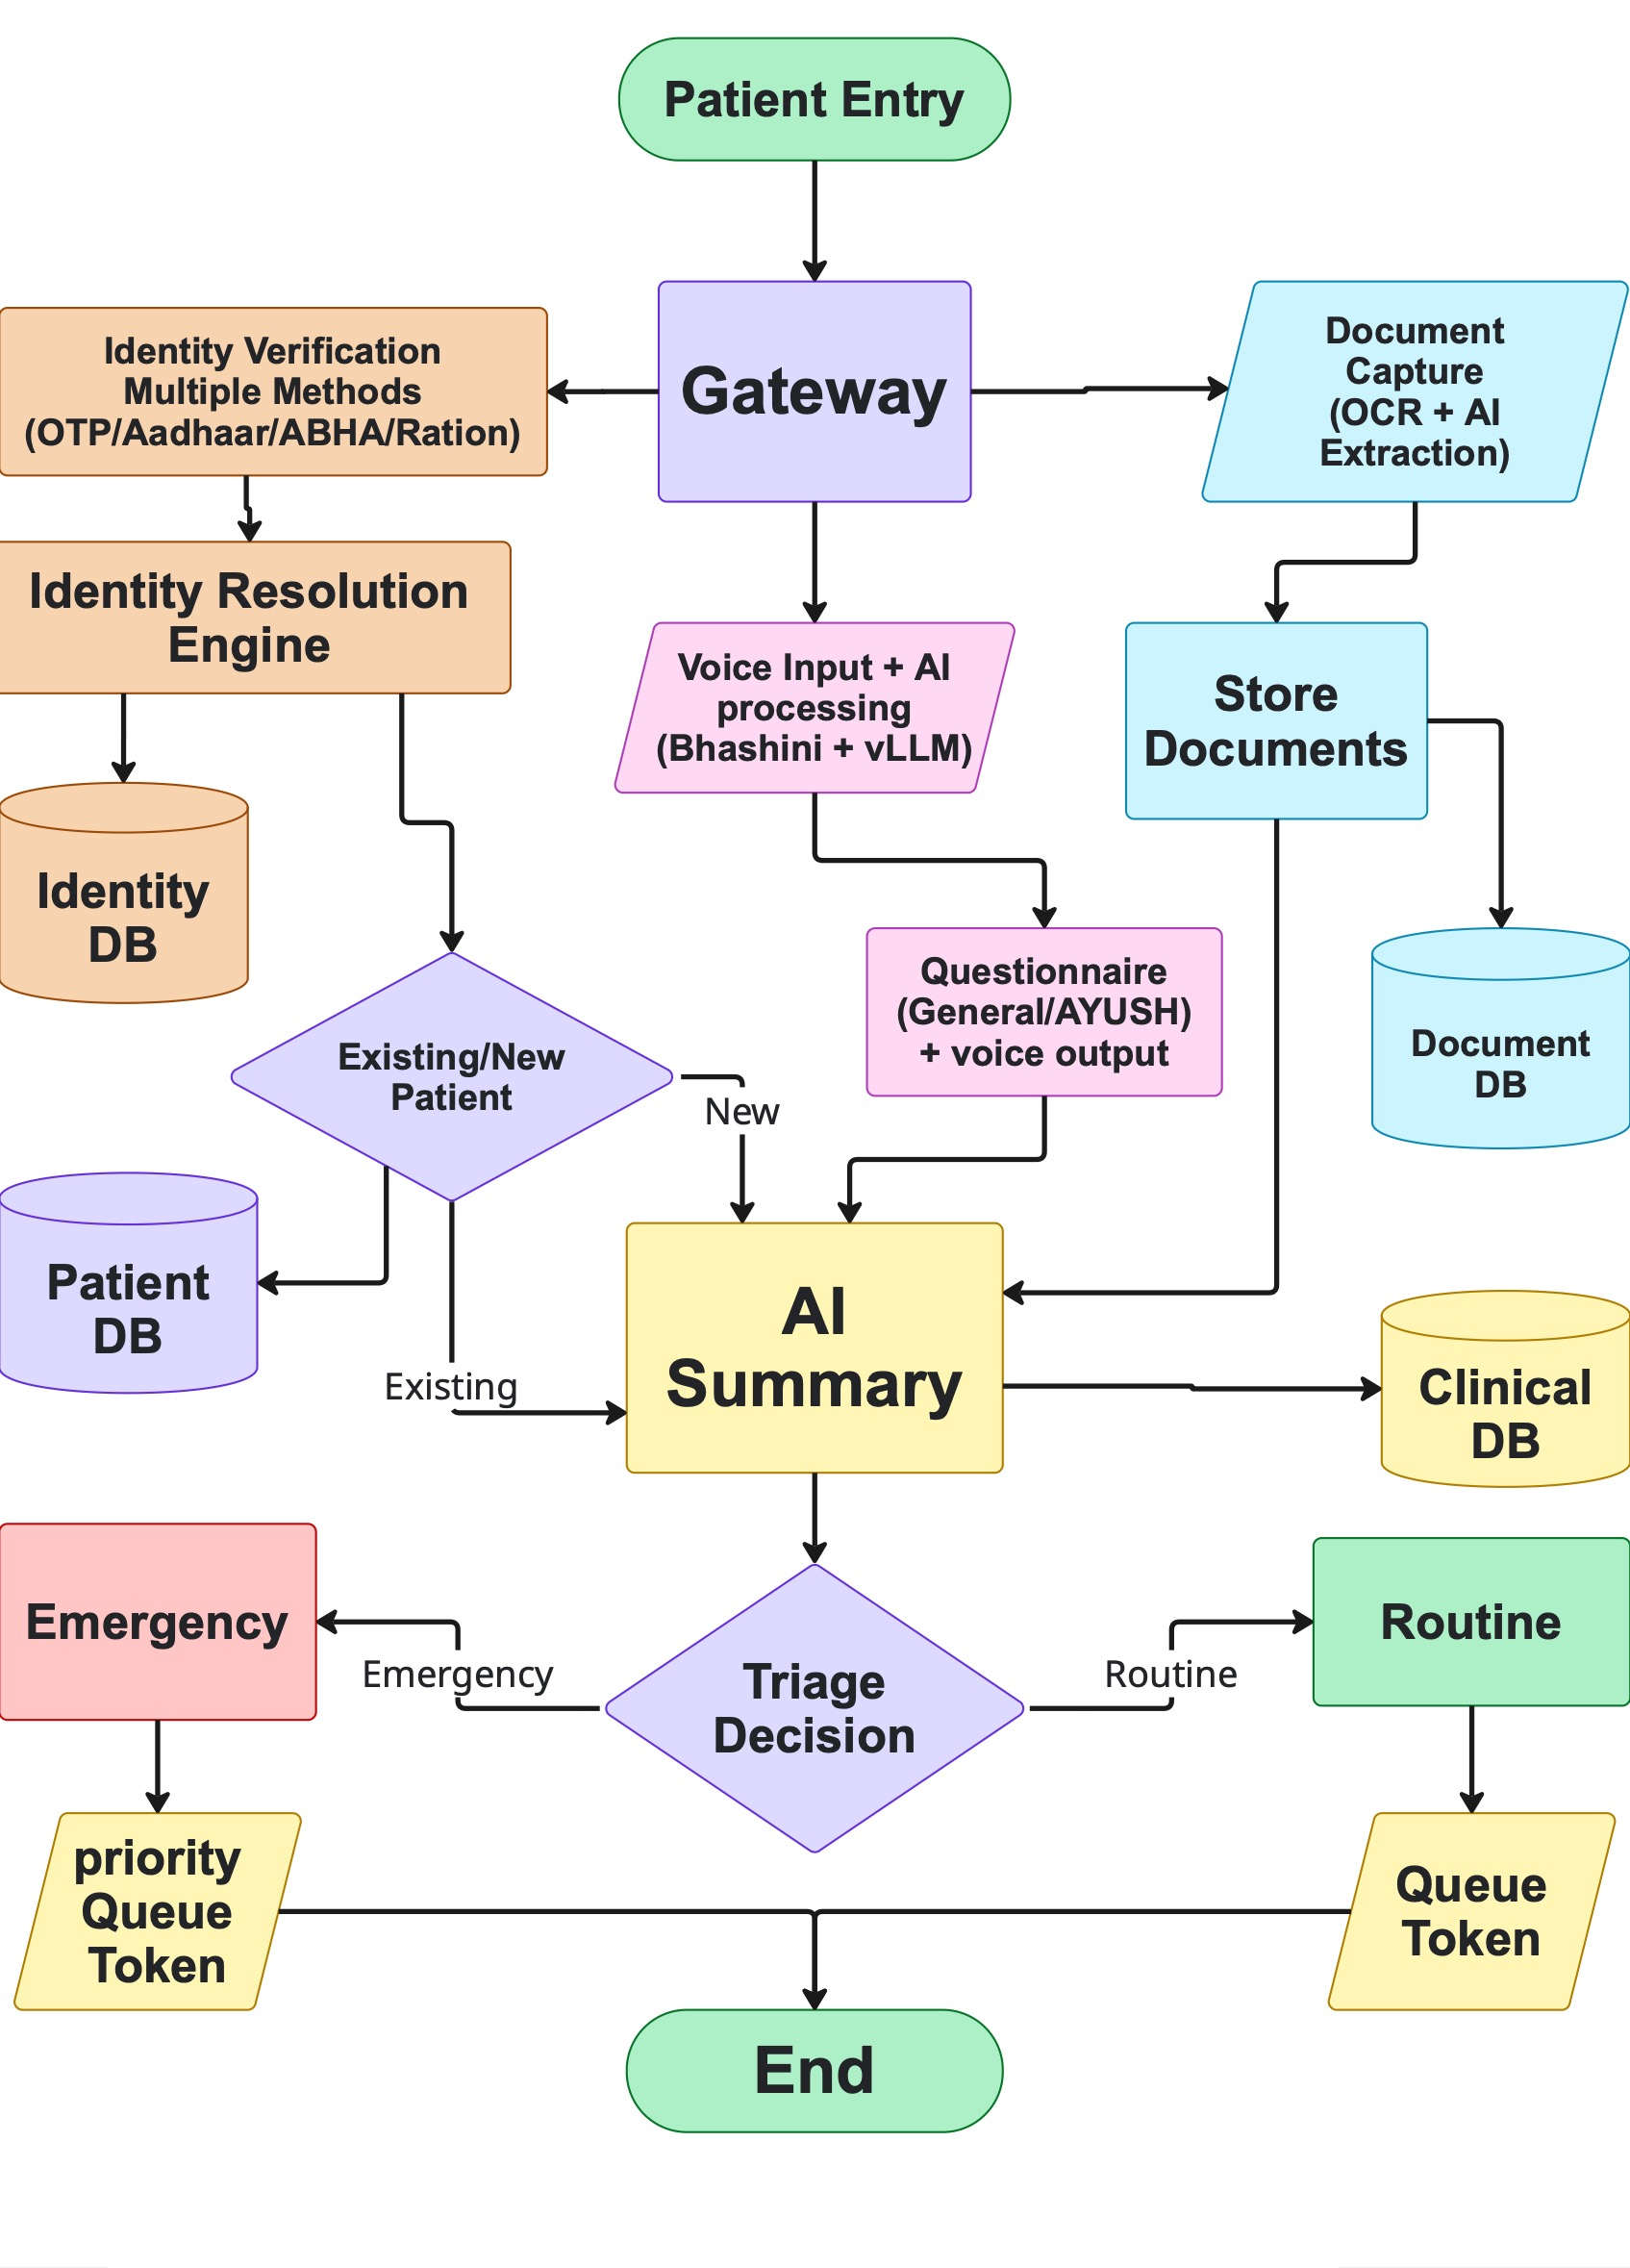 Patient Entry
Identity Verification
Multiple Methods
(OTP/Aadhaar/ABHA/Ration)
Gateway
Document
Capture
(OCR + AI
Extraction)
Identity Resolution
Engine
Voice Input + AI
processing
(Bhashini + vLLM)
Store
Documents
Identity
DB
Questionnaire
(General/AYUSH)
+ voice output
Document
DB
Existing/New
Patient
New
Patient
DB
Existing
AI
Summary
Clinical
DB
Emergency
Emergency
Triage
Decision
Routine
Routine
priority
Queue
Token
Queue
Token
End